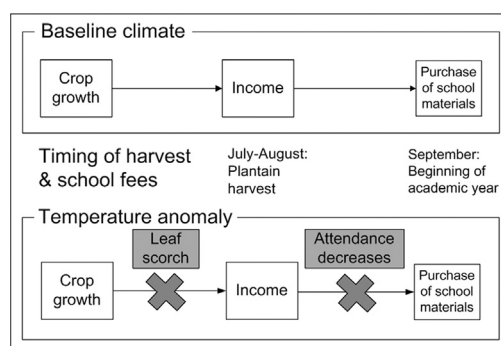 Baseline climate
Crop
growth
Income
Purchase
of school
materials
Timing of harvest
& school fees
July-August:
Plantain
harvest
September:
Beginning of
academic year
Temperature anomaly
Leaf
scorch
Attendance
decreases
Crop
growth
Income
Purchase
of school
materials